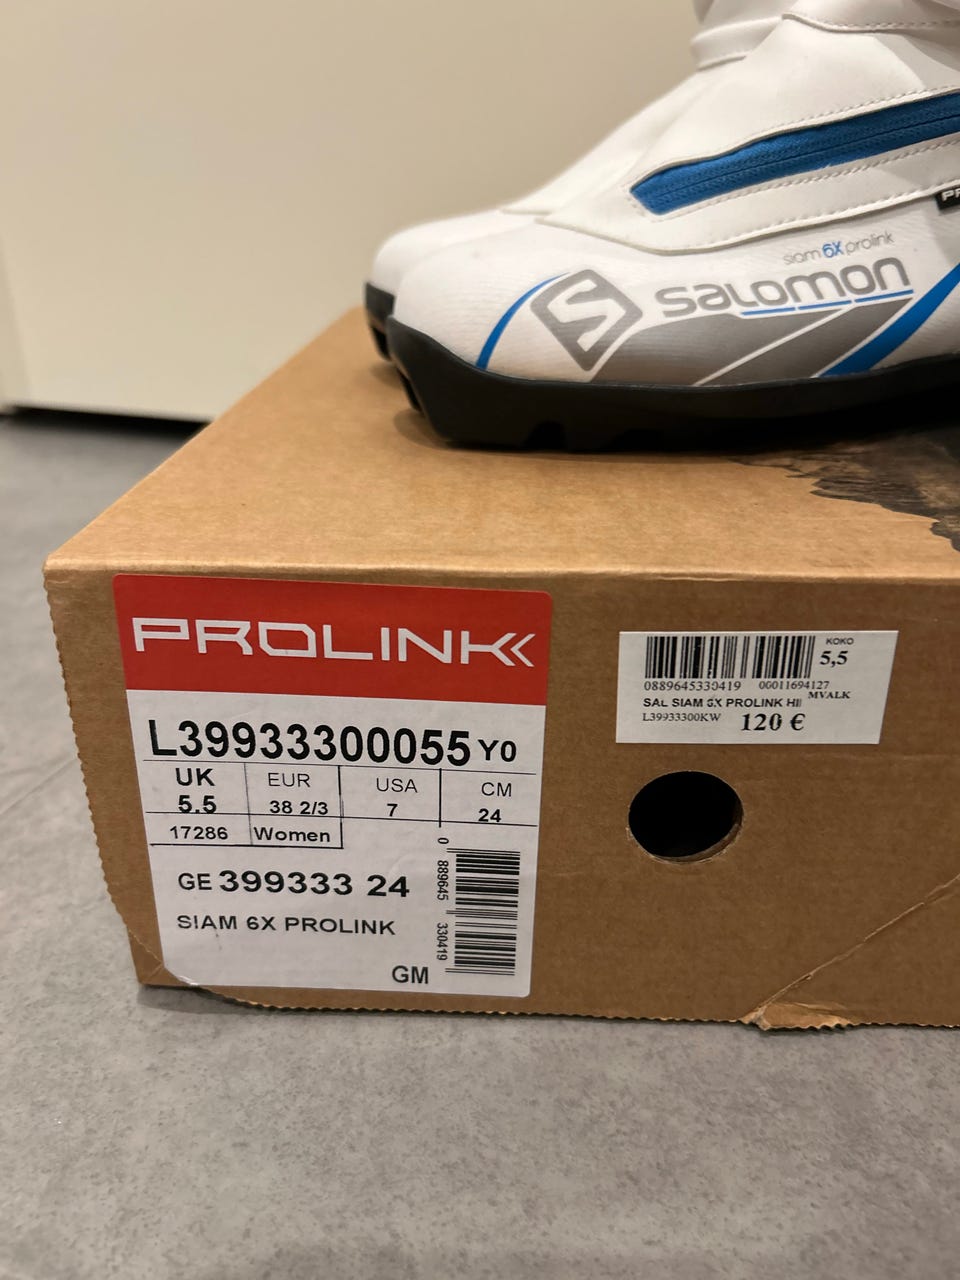 PR
siam 6X prolink
S
salomon
PROLINK
L39933300055 Y0
UK EUR USA CM
5.5 38 2/3 7 24
17286 Women
GE 399333 24
SIAM 6X PROLINK
GM
0 889645 330419
KOKO
5,5
0889645330419 00011694127
SAL SIAM 6X PROLINK HII MVALK
L39933300KW 120 €